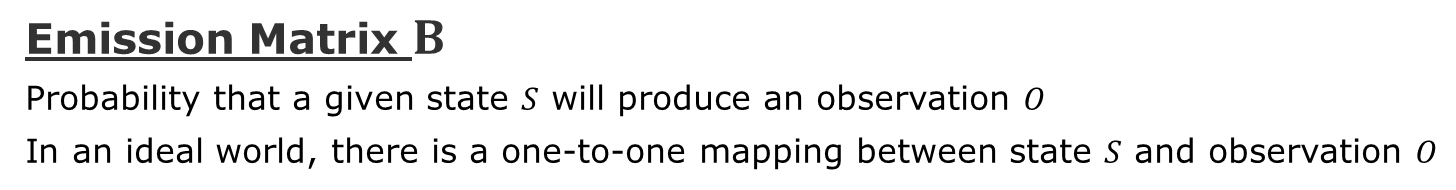 Emission Matrix B
Probability that a given state S will produce an observation O
In an ideal world, there is a one-to-one mapping between state S and observation O